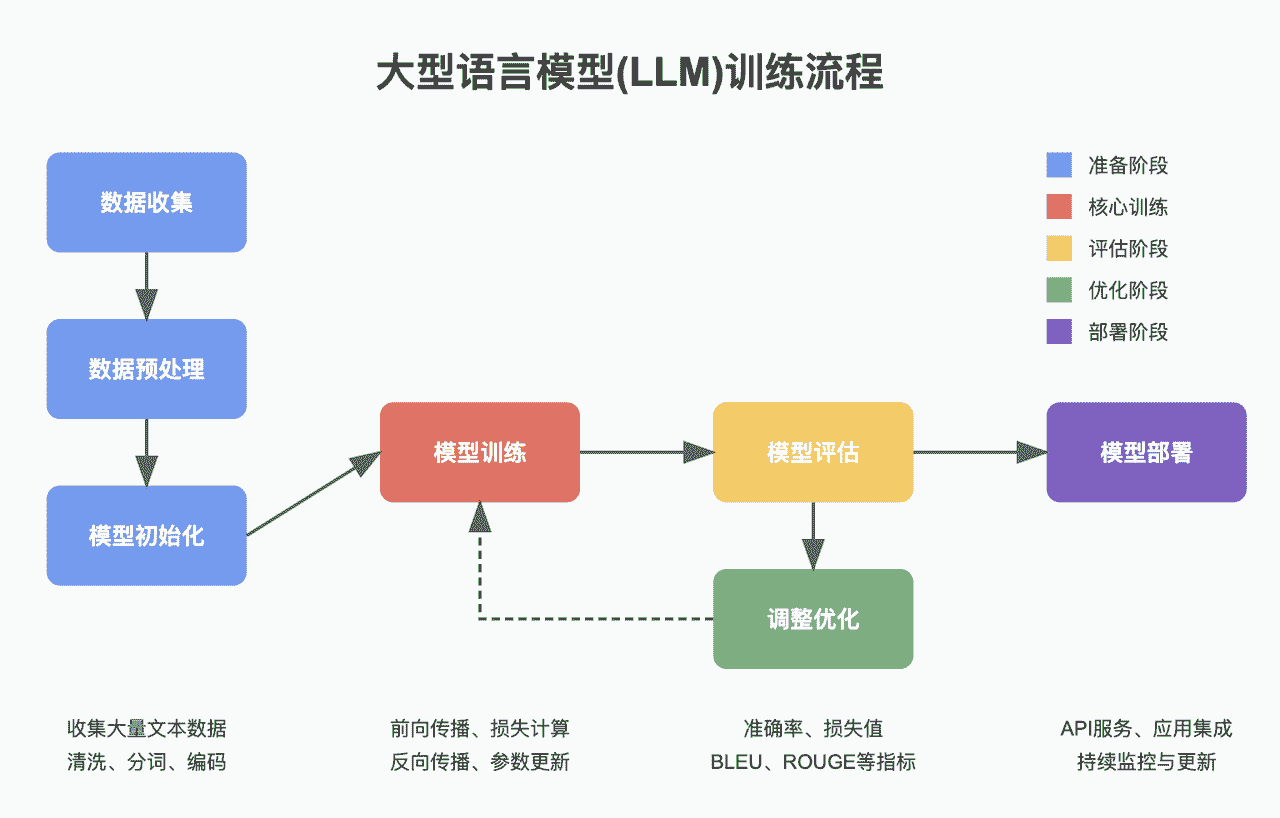 大型语言模型(LLM)训练流程
数据收集
数据预处理
模型初始化
模型训练
模型评估
调整优化
模型部署
准备阶段
核心训练
评估阶段
优化阶段
部署阶段
收集大量文本数据
清洗、分词、编码
前向传播、损失计算
反向传播、参数更新
准确率、损失值
BLEU、ROUGE等指标
API服务、应用集成
持续监控与更新